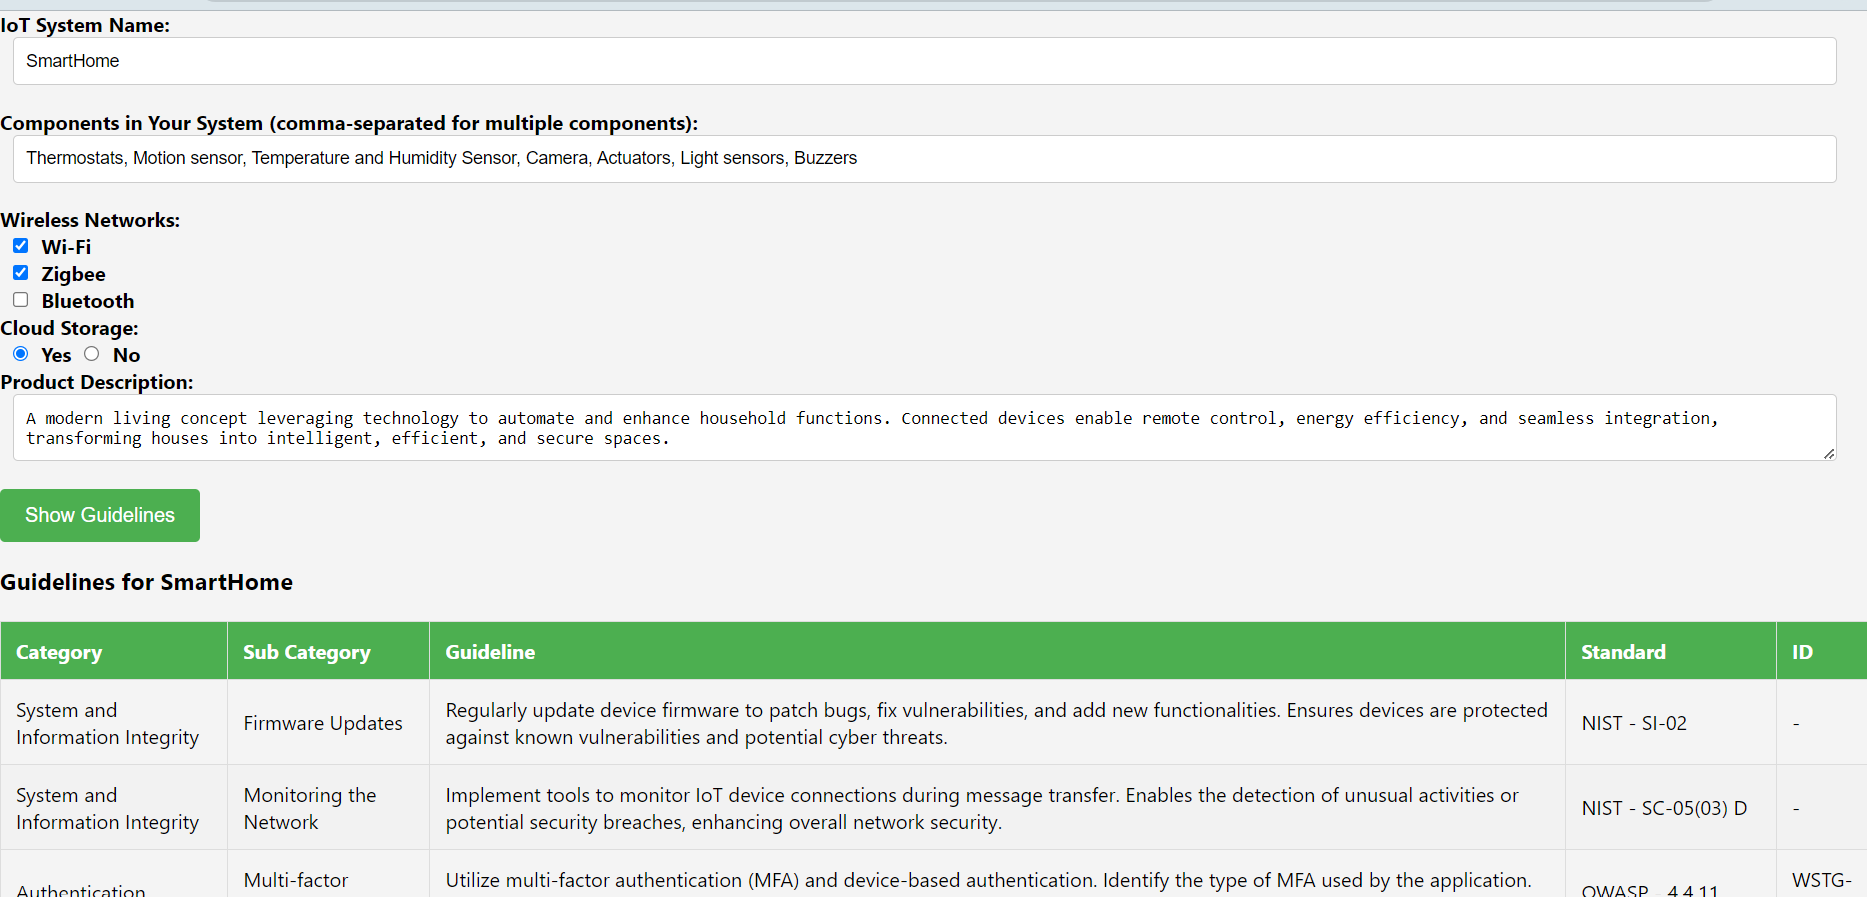 IoT System Name:
SmartHome
Components in Your System (comma-separated for multiple components):
Thermostats, Motion sensor, Temperature and Humidity Sensor, Camera, Actuators, Light sensors, Buzzers
Wireless Networks:
Wi-Fi
Zigbee
Bluetooth
Cloud Storage:
Yes No
Product Description:
A modern living concept leveraging technology to automate and enhance household functions. Connected devices enable remote control, energy efficiency, and seamless integration,
transforming houses into intelligent, efficient, and secure spaces.
Show Guidelines
Guidelines for SmartHome
Category Sub Category Guideline Standard ID
System and
Information Integrity
Firmware Updates
Regularly update device firmware to patch bugs, fix vulnerabilities, and add new functionalities. Ensures devices are protected
against known vulnerabilities and potential cyber threats.
NIST - SI-02
-
System and
Information Integrity
Monitoring the
Network
Implement tools to monitor IoT device connections during message transfer. Enables the detection of unusual activities or
potential security breaches, enhancing overall network security.
NIST - SC-05(03) D
-
Authentication
Multi-factor
Utilize multi-factor authentication (MFA) and device-based authentication. Identify the type of MFA used by the application.
OWASP - 4.4.11
WSTG-